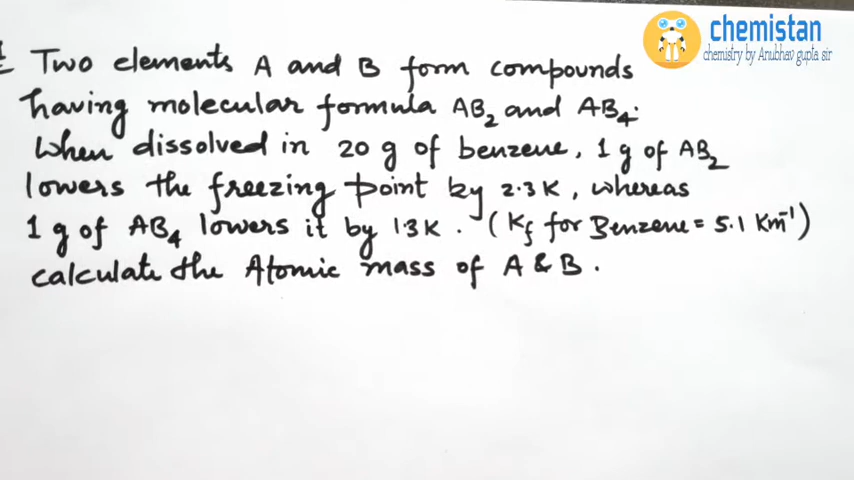 chemistan
chemistry by Anubhav gupta sir
Two elements A and B form compounds
having molecular formula AB₂ and AB₄.
When dissolved in 20 g of benzene, 1 g of AB₂
lowers the freezing point by 2.3 K, whereas
1 g of AB₄ lowers it by 1.3 K. (Kf for Benzene = 5.1 Km⁻¹)
calculate the Atomic mass of A & B.